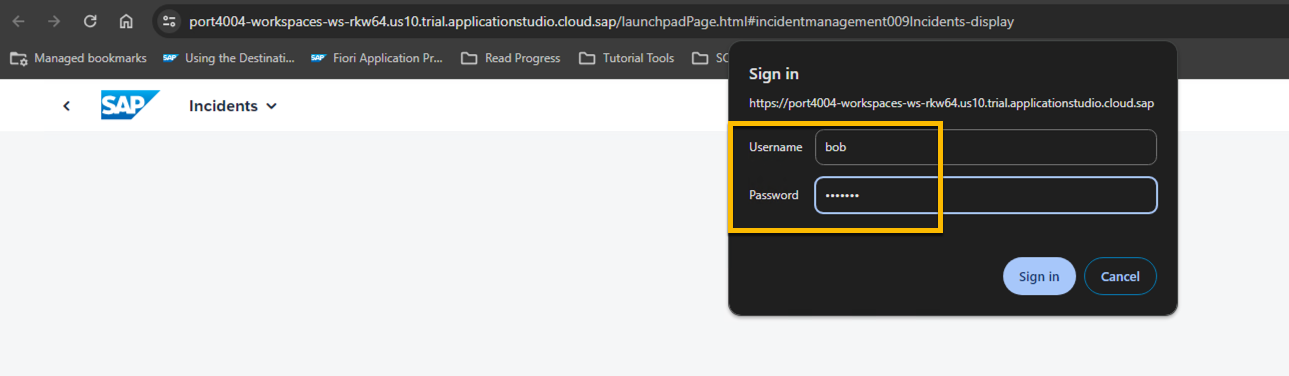 port4004-workspaces-ws-rkw64.us10.trial.applicationstudio.cloud.sap/launchpadPage.html#incidentmanagement009Incidents-display
Managed bookmarks SAP Using the Destinati... SAP Fiori Application Pr... Read Progress Tutorial Tools SC
SAP Incidents
Sign in
https://port4004-workspaces-ws-rkw64.us10.trial.applicationstudio.cloud.sap
Username bob
Password •••••••
Sign in Cancel